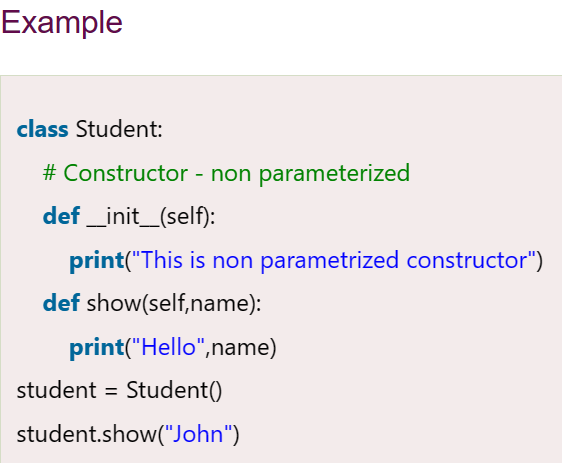 Example
class Student:
    # Constructor - non parameterized
    def __init__(self):
        print("This is non parametrized constructor")
    def show(self,name):
        print("Hello",name)
student = Student()
student.show("John")